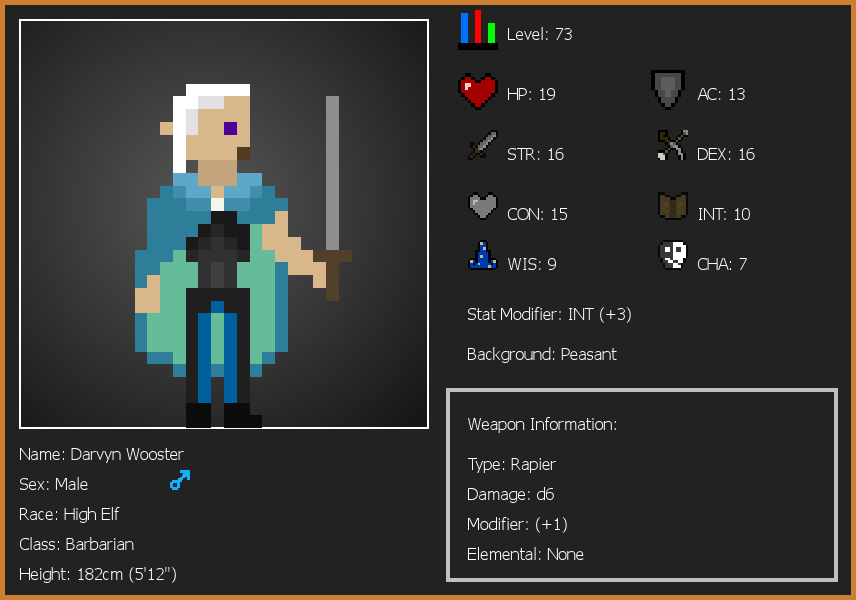 Level: 73
HP: 19
AC: 13
STR: 16
DEX: 16
CON: 15
INT: 10
WIS: 9
CHA: 7
Stat Modifier: INT (+3)
Background: Peasant
Weapon Information:
Type: Rapier
Damage: d6
Modifier: (+1)
Elemental: None
Name: Darvyn Wooster
Sex: Male
Race: High Elf
Class: Barbarian
Height: 182cm (5'12")